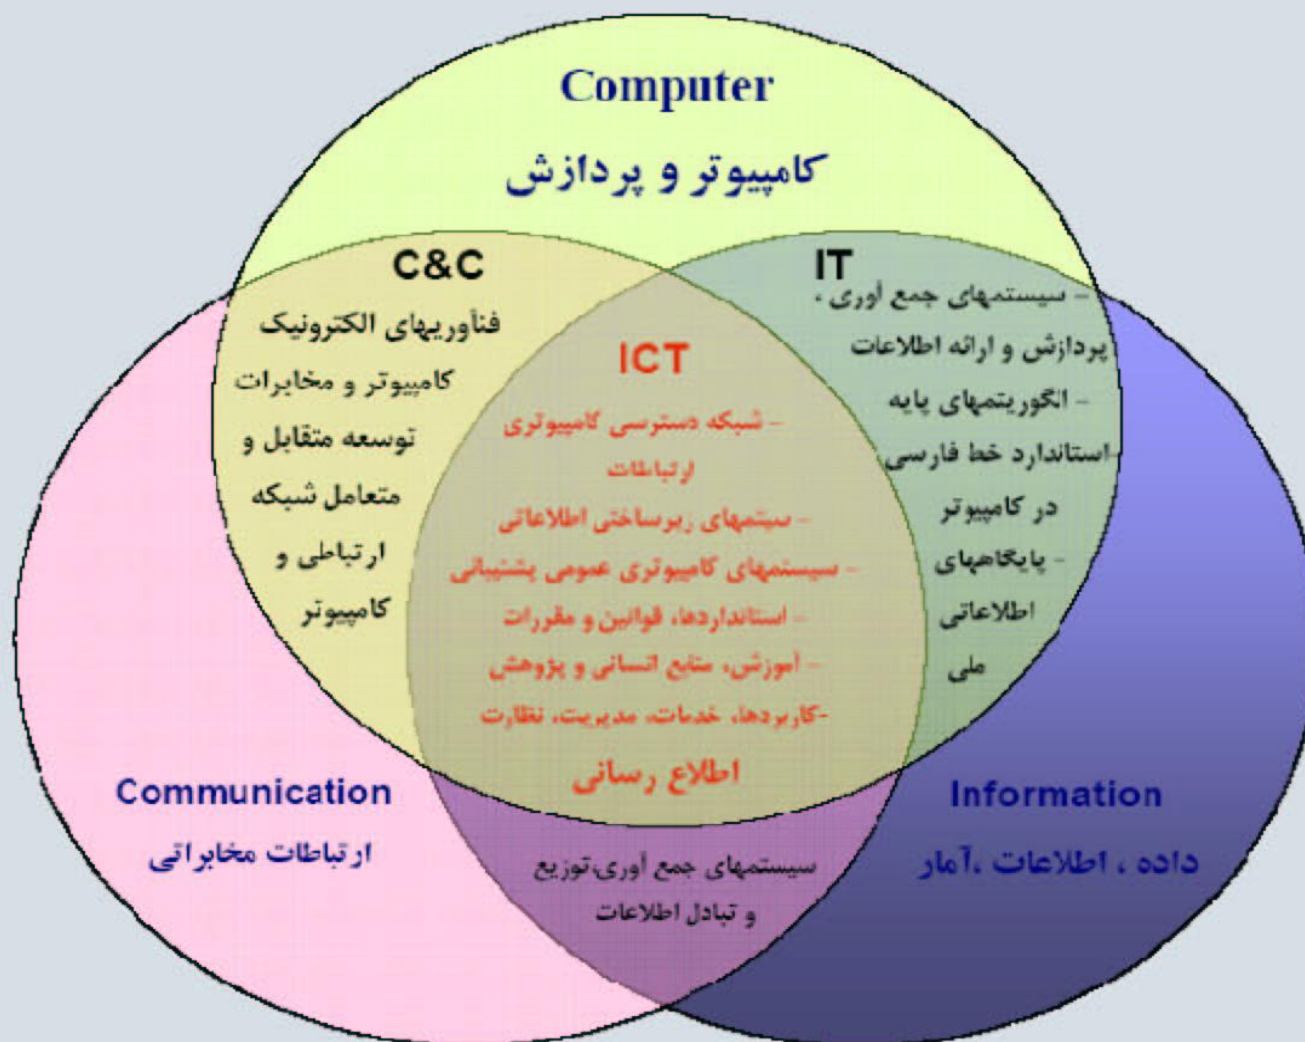 Computer
کامپیوتر و پردازش
C&C
فنآوریهای الکترونیک
کامپیوتر و مخابرات
توسعه متقابل و
متعامل شبکه
ارتباطی و
کامپیوتر
IT
- سیستمهای جمع آوری ،
پردازش و ارائه اطلاعات
- الگوریتمهای پایه
-استاندارد خط فارسی
در کامپیوتر
- پایگاههای
اطلاعاتی
ملی
ICT
- شبکه دسترسی کامپیوتری
ارتباطات
- سیتمهای زیرساختی اطلاعاتی
- سیستمهای کامپیوتری عمومی پشتیبانی
- استانداردها، قوانین و مقررات
- آموزش، منابع انسانی و پژوهش
-کاربردها، خدمات، مدیریت، نظارت
اطلاع رسانی
Communication
ارتباطات مخابراتی
Information
داده ، اطلاعات ،آمار
سیستمهای جمع آوری،توزیع
و تبادل اطلاعات